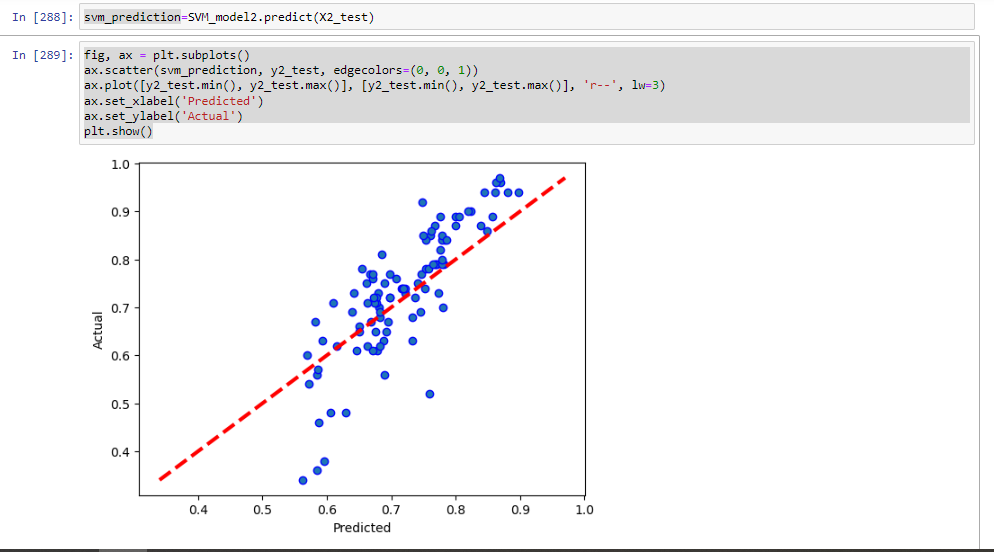 In [288]: svm_prediction=SVM_model2.predict(X2_test)
In [289]: fig, ax = plt.subplots()
ax.scatter(svm_prediction, y2_test, edgecolors=(0, 0, 1))
ax.plot([y2_test.min(), y2_test.max()], [y2_test.min(), y2_test.max()], 'r--', lw=3)
ax.set_xlabel('Predicted')
ax.set_ylabel('Actual')
plt.show()
1.0
0.9
0.8
0.7
0.6
0.5
0.4
Actual
0.4 0.5 0.6 0.7 0.8 0.9 1.0
Predicted